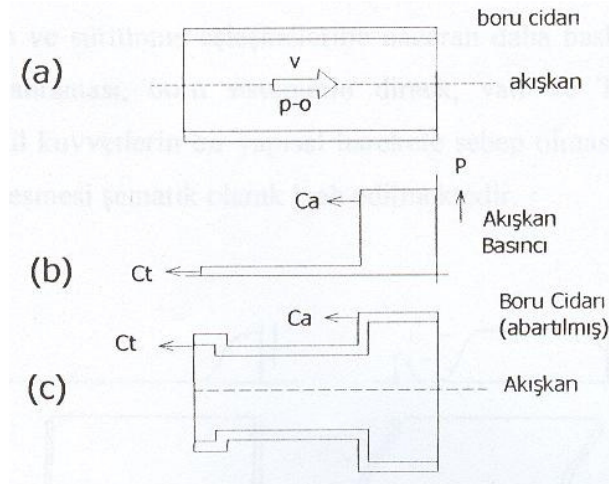 boru cidarı
(a)
v
p-o
akışkan
P
Ca
Akışkan
Basıncı
(b)
Ct
Boru Cidarı
(abartılmış)
Ca
Ct
(c)
Akışkan